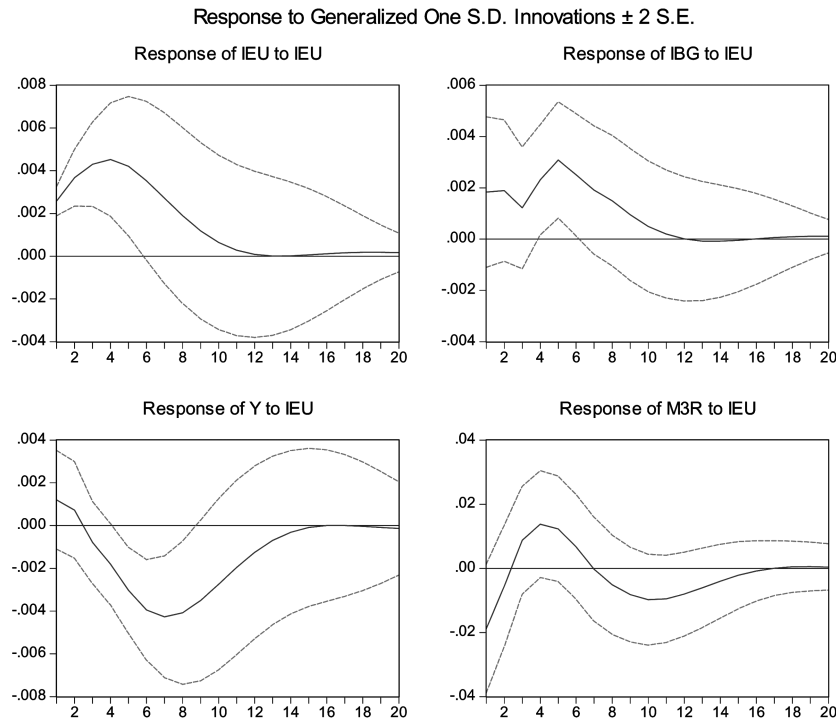 Response to Generalized One S.D. Innovations ± 2 S.E.
Response of IEU to IEU
.008
.006
.004
.002
.000
-.002
-.004
2 4 6 8 10 12 14 16 18 20
Response of IBG to IEU
.006
.004
.002
.000
-.002
-.004
2 4 6 8 10 12 14 16 18 20
Response of Y to IEU
.004
.002
.000
-.002
-.004
-.006
-.008
2 4 6 8 10 12 14 16 18 20
Response of M3R to IEU
.04
.02
.00
-.02
-.04
2 4 6 8 10 12 14 16 18 20